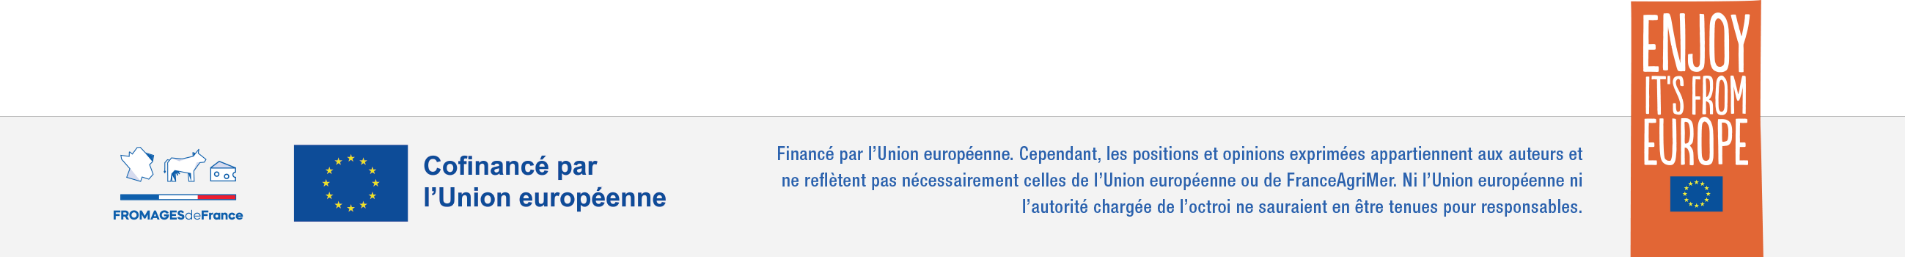 FROMAGESdeFrance
Cofinancé par
l'Union européenne
Financé par l'Union européenne. Cependant, les positions et opinions exprimées appartiennent aux auteurs et
ne reflètent pas nécessairement celles de l'Union européenne ou de FranceAgriMer. Ni l'Union européenne ni
l'autorité chargée de l'octroi ne sauraient en être tenues pour responsables.
ENJOY
IT'S FROM
EUROPE